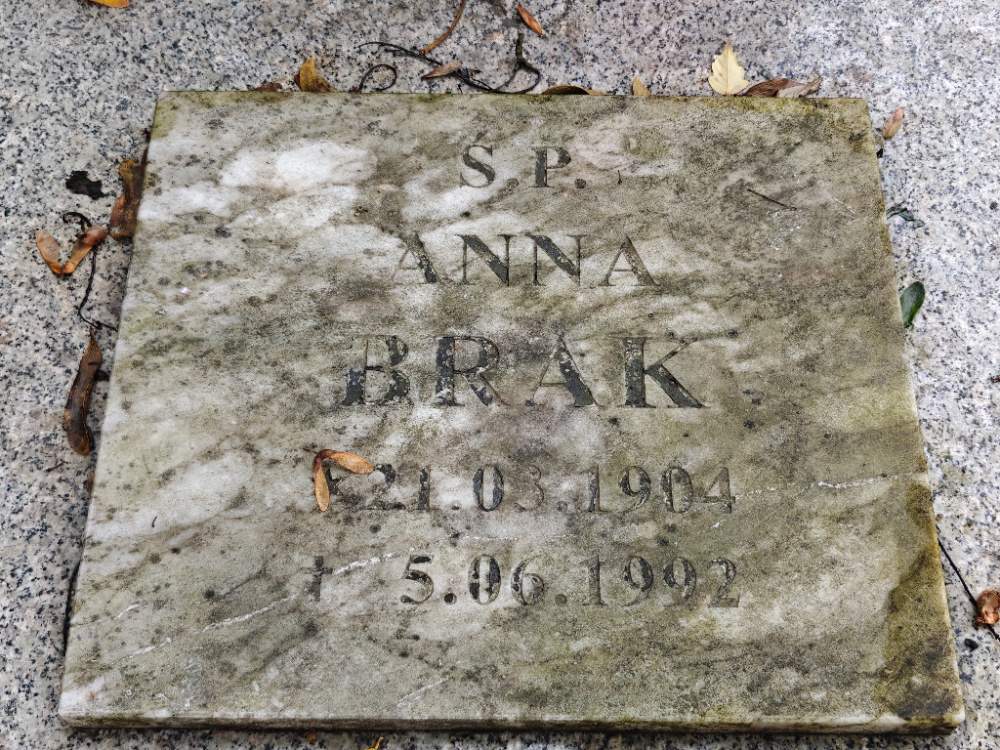 Ś.P.
ANNA
BRAK
* 21.03.1904
† 5.06.1992